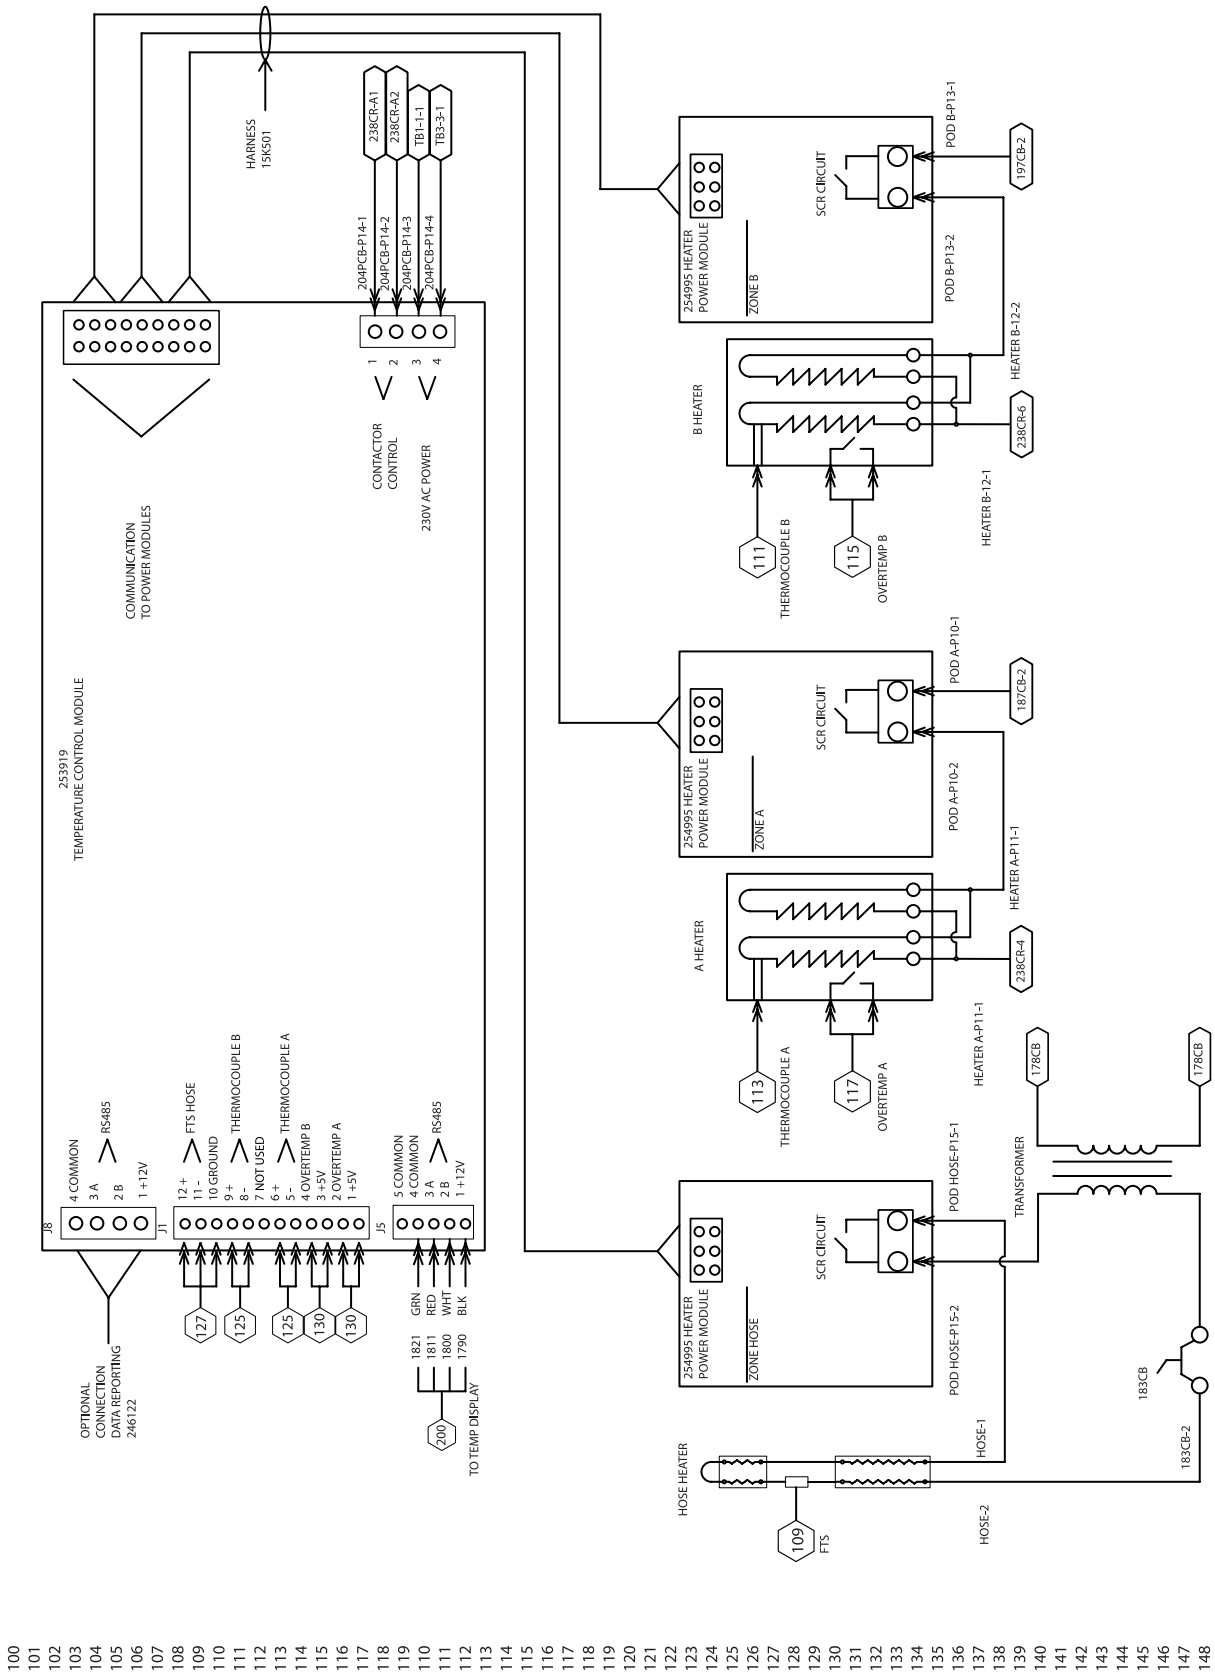 100
101
102
103
104
105
106
107
108
109
110
111
112
113
114
115
116
117
118
119
110
111
112
113
114
115
116
117
118
119
120
121
122
123
124
125
126
127
128
129
130
131
132
133
134
135
136
137
138
139
140
141
142
143
144
145
146
147
148
253919
TEMPERATURE CONTROL MODULE
OPTIONAL
CONNECTION
DATA REPORTING
246122
J8
4 COMMON
3 A
2 B
1 +12V
RS485
J1
12 +
11 -
10 GROUND
9 +
8 -
7 NOT USED
6 +
5 -
4 OVERTEMP B
3 +5V
2 OVERTEMP A
1 +5V
FTS HOSE
THERMOCOUPLE B
THERMOCOUPLE A
127
125
125
130
130
J5
5 COMMON
4 COMMON
3 A
2 B
1 +12V
RS485
GRN
RED
WHT
BLK
1821
1811
1800
1790
200
TO TEMP DISPLAY
COMMUNICATION
TO POWER MODULES
CONTACTOR
CONTROL
230V AC POWER
1
2
3
4
204PCB-P14-1
204PCB-P14-2
204PCB-P14-3
204PCB-P14-4
238CR-A1
238CR-A2
TB1-1-1
TB3-3-1
HARNESS
15K501
HOSE HEATER
109
FTS
HOSE-1
HOSE-2
254995 HEATER
POWER MODULE
ZONE HOSE
SCR CIRCUIT
POD HOSE-P15-2
POD HOSE-P15-1
TRANSFORMER
183CB
183CB-2
178CB
178CB
A HEATER
113
THERMOCOUPLE A
117
OVERTEMP A
HEATER A-P11-1
238CR-4
HEATER A-P11-1
254995 HEATER
POWER MODULE
ZONE A
SCR CIRCUIT
POD A-P10-2
POD A-P10-1
187CB-2
B HEATER
111
THERMOCOUPLE B
115
OVERTEMP B
HEATER B-12-1
238CR-6
HEATER B-12-2
254995 HEATER
POWER MODULE
ZONE B
SCR CIRCUIT
POD B-P13-2
POD B-P13-1
197CB-2